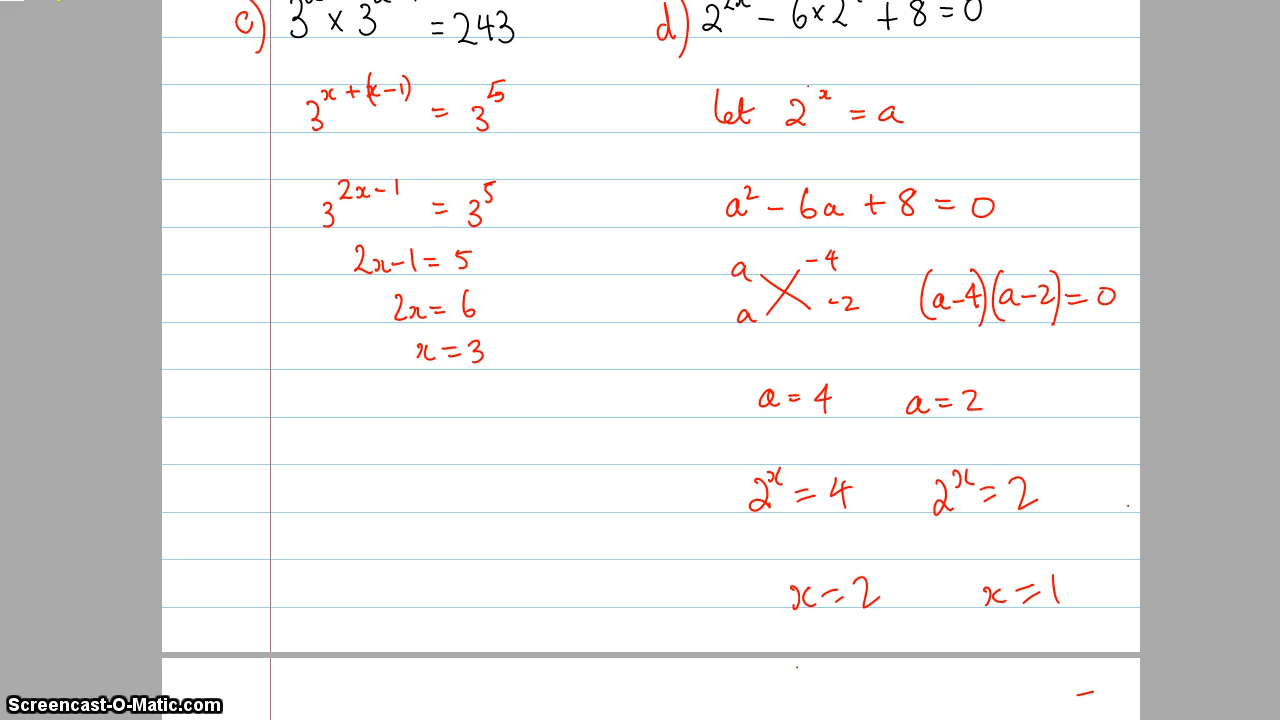 c) 3 × 3 = 243
3^{x+(x-1)} = 3^5
3^{2x-1} = 3^5
2x-1 = 5
2x = 6
x = 3
d) 2^{2x} - 6×2 + 8 = 0
let 2^x = a
a^2 - 6a + 8 = 0
a -4
a -2
(a-4)(a-2) = 0
a = 4 a = 2
2^x = 4 2^x = 2
x = 2 x = 1
Screencast-O-Matic.com